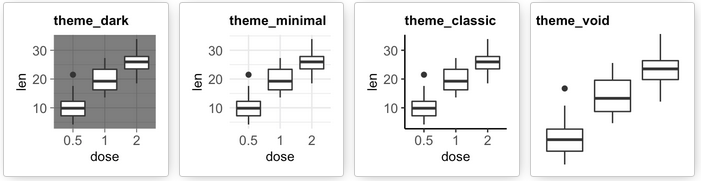 theme_dark
len
30
20
10
0.5 1 2
dose
theme_minimal
len
30
20
10
0.5 1 2
dose
theme_classic
len
30
20
10
0.5 1 2
dose
theme_void